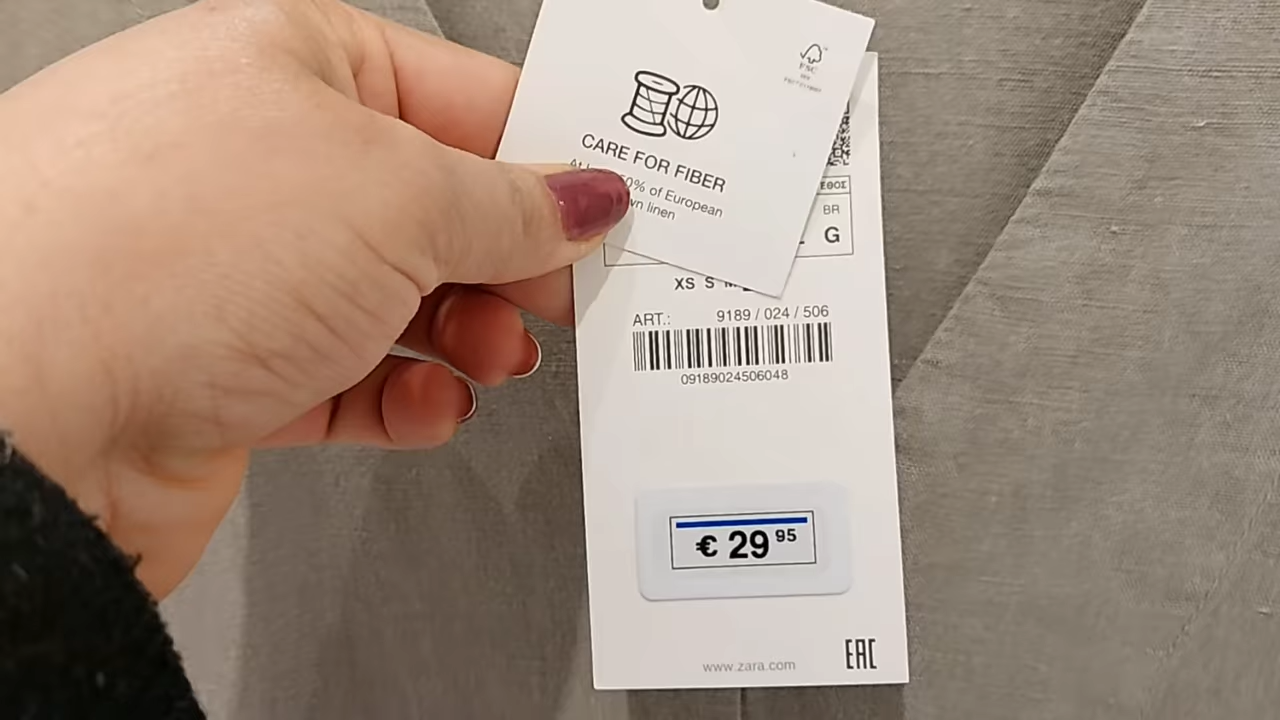 FSC
CARE FOR FIBER
50% of European
linen
ΕΘΟΣ
BR
G
XS S M
ART.: 9189 / 024 / 506
09189024506048
€ 29 95
www.zara.com
EAC